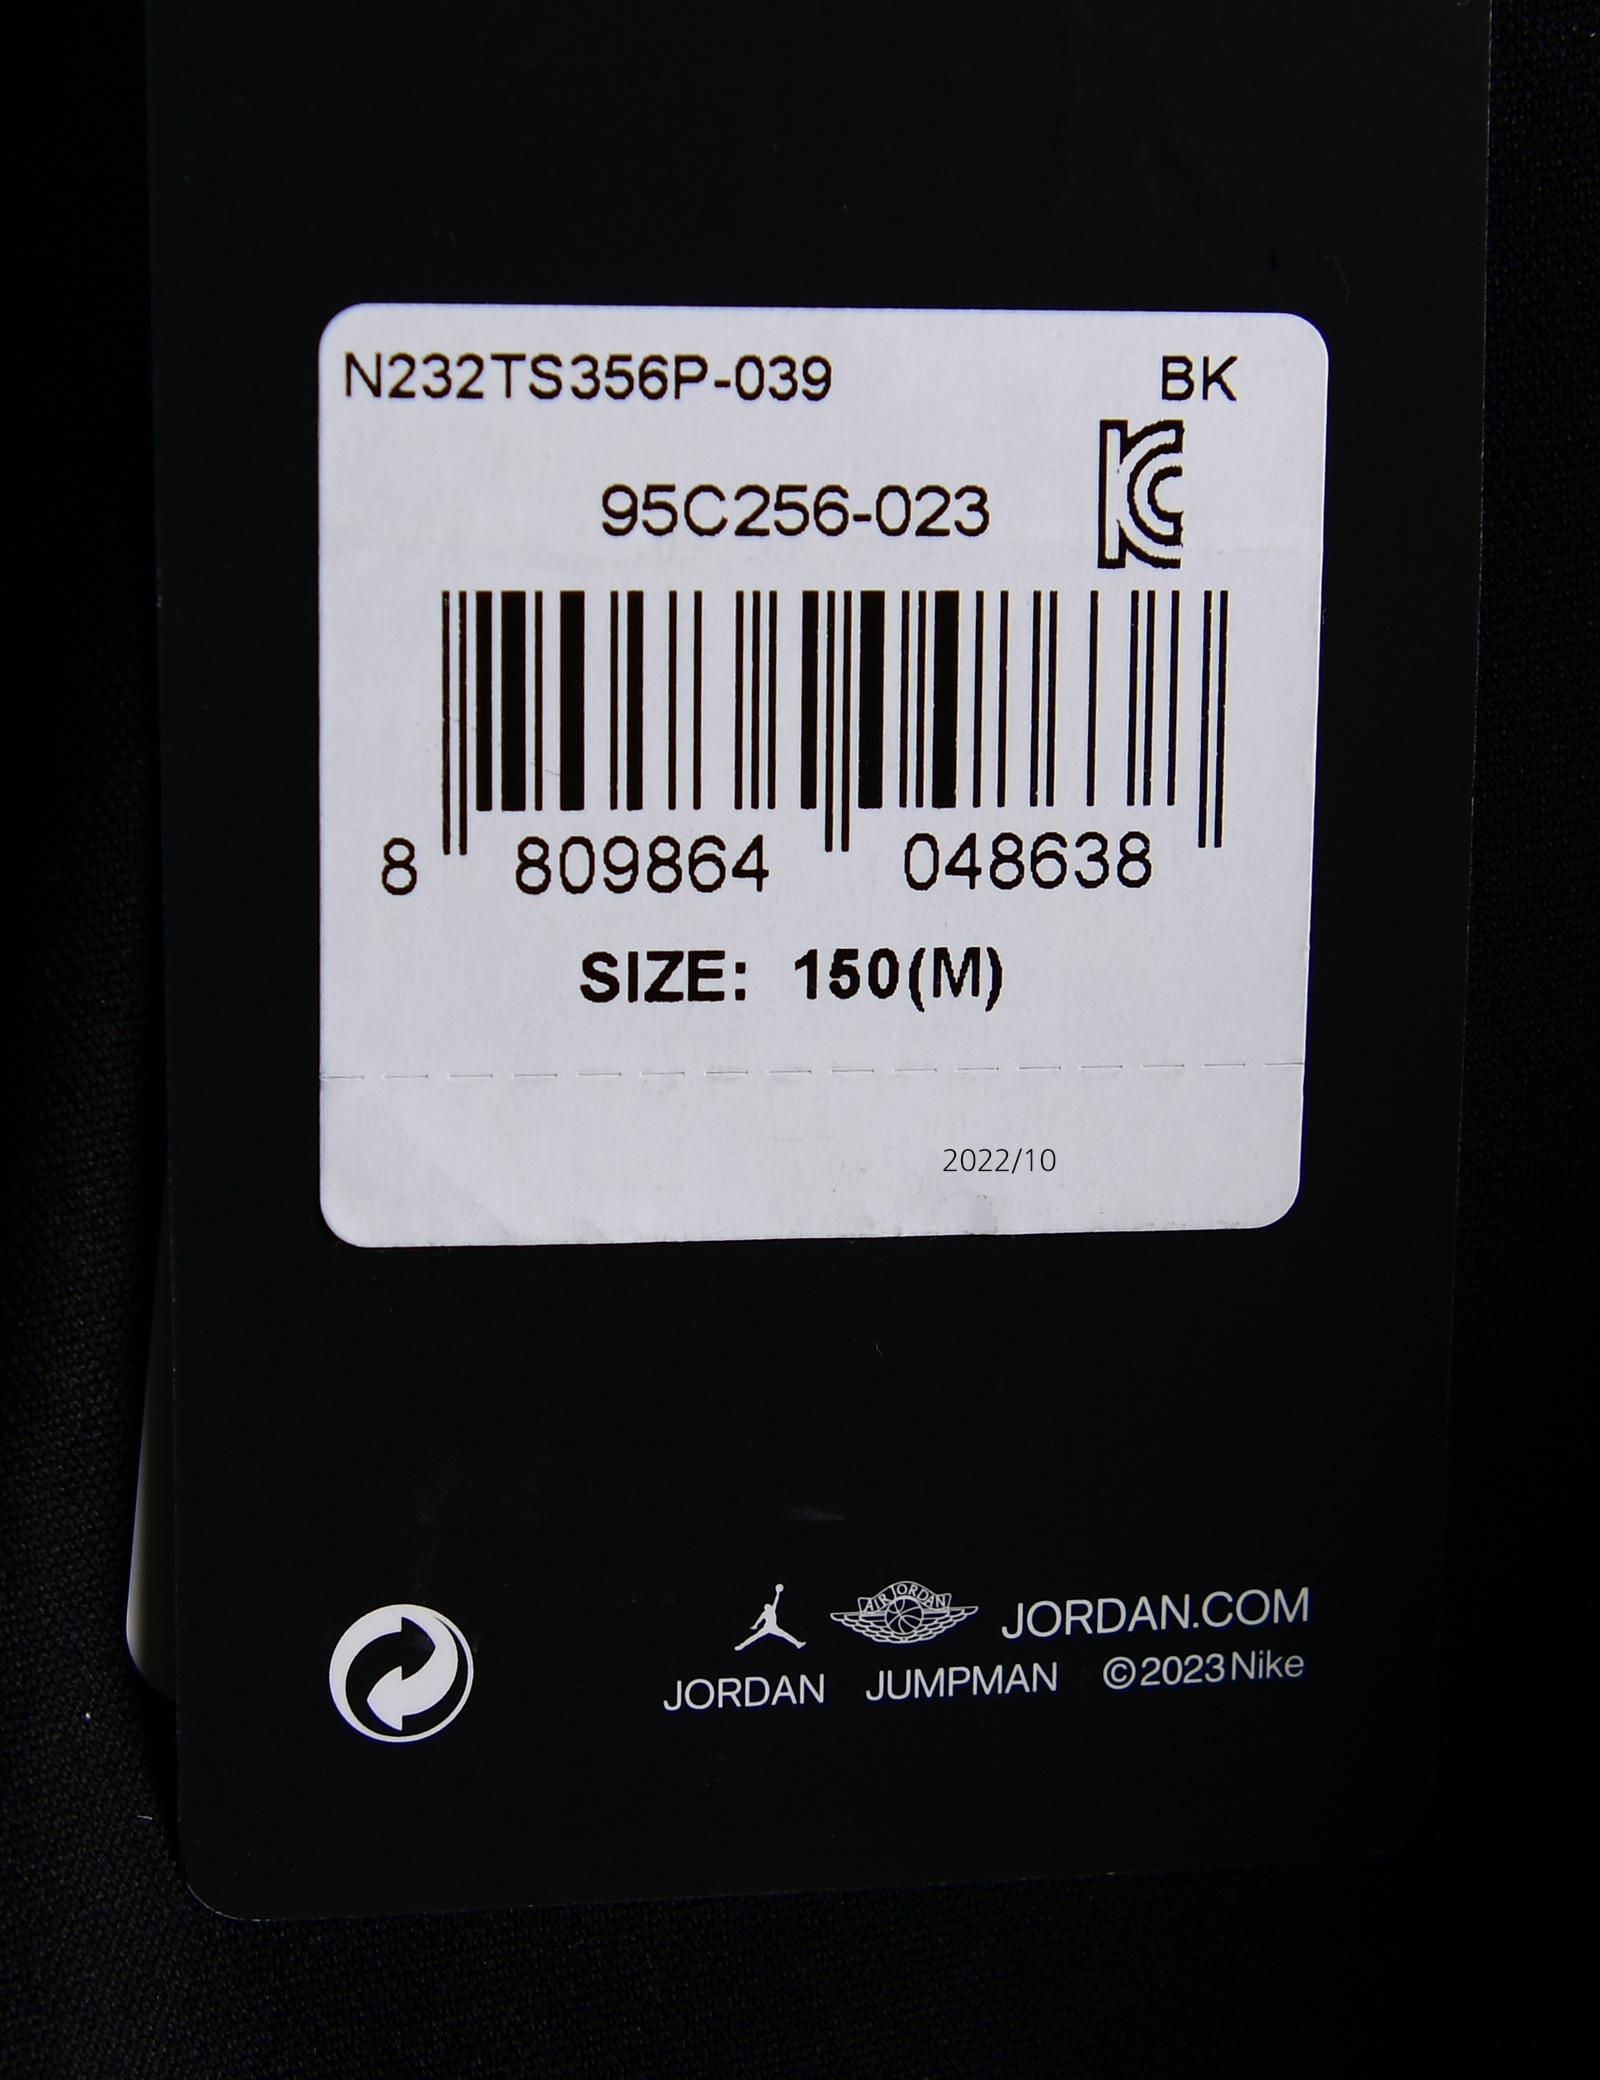 N232TS356P-039 BK
95C256-023
8 809864 048638
SIZE: 150(M)
2022/10
AIR JORDAN JORDAN.COM
JORDAN JUMPMAN ©2023 Nike